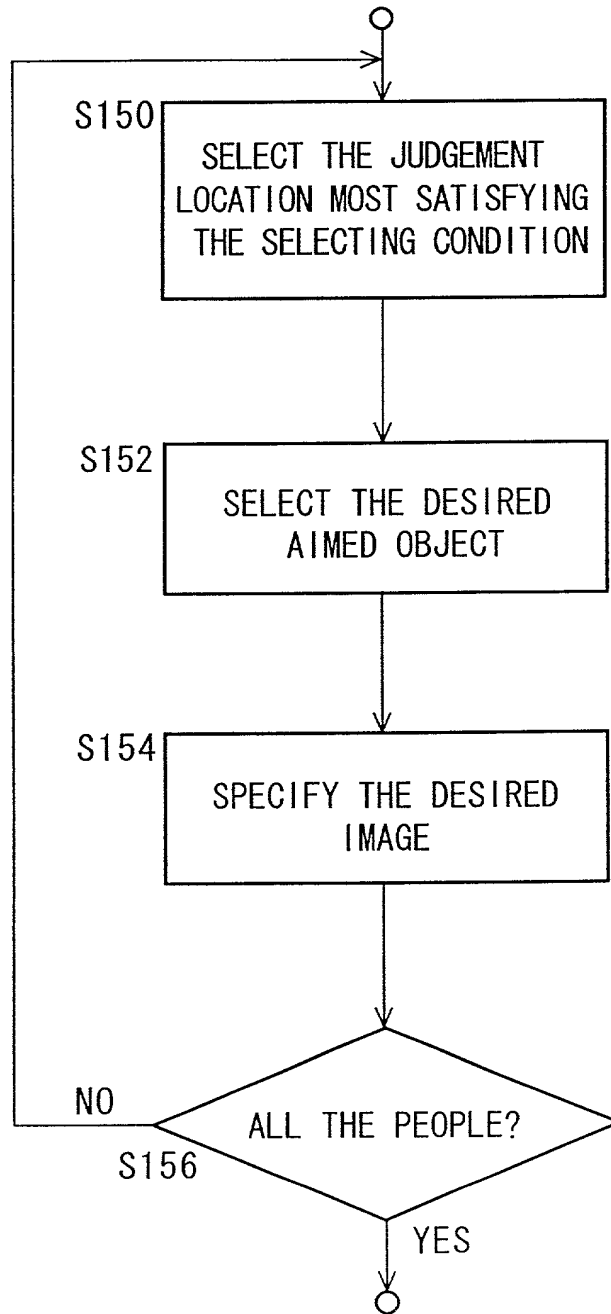 S150
SELECT THE JUDGEMENT
LOCATION MOST SATISFYING
THE SELECTING CONDITION
S152
SELECT THE DESIRED
AIMED OBJECT
S154
SPECIFY THE DESIRED
IMAGE
NO
ALL THE PEOPLE?
S156
YES